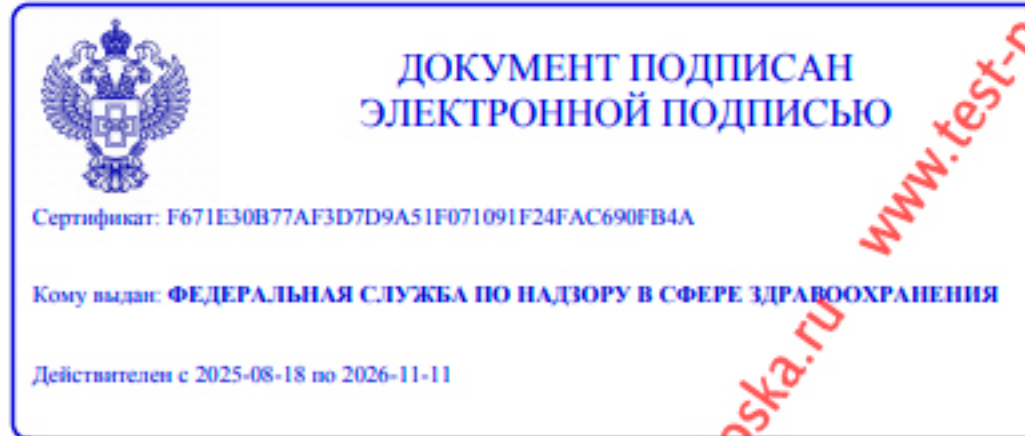 ДОКУМЕНТ ПОДПИСАН
ЭЛЕКТРОННОЙ ПОДПИСЬЮ
Сертификат: F671E30B77AF3D7D9A51F071091F24FAC690FB4A
Кому выдан: ФЕДЕРАЛЬНАЯ СЛУЖБА ПО НАДЗОРУ В СФЕРЕ ЗДРАВООХРАНЕНИЯ
Действителен с 2025-08-18 по 2026-11-11